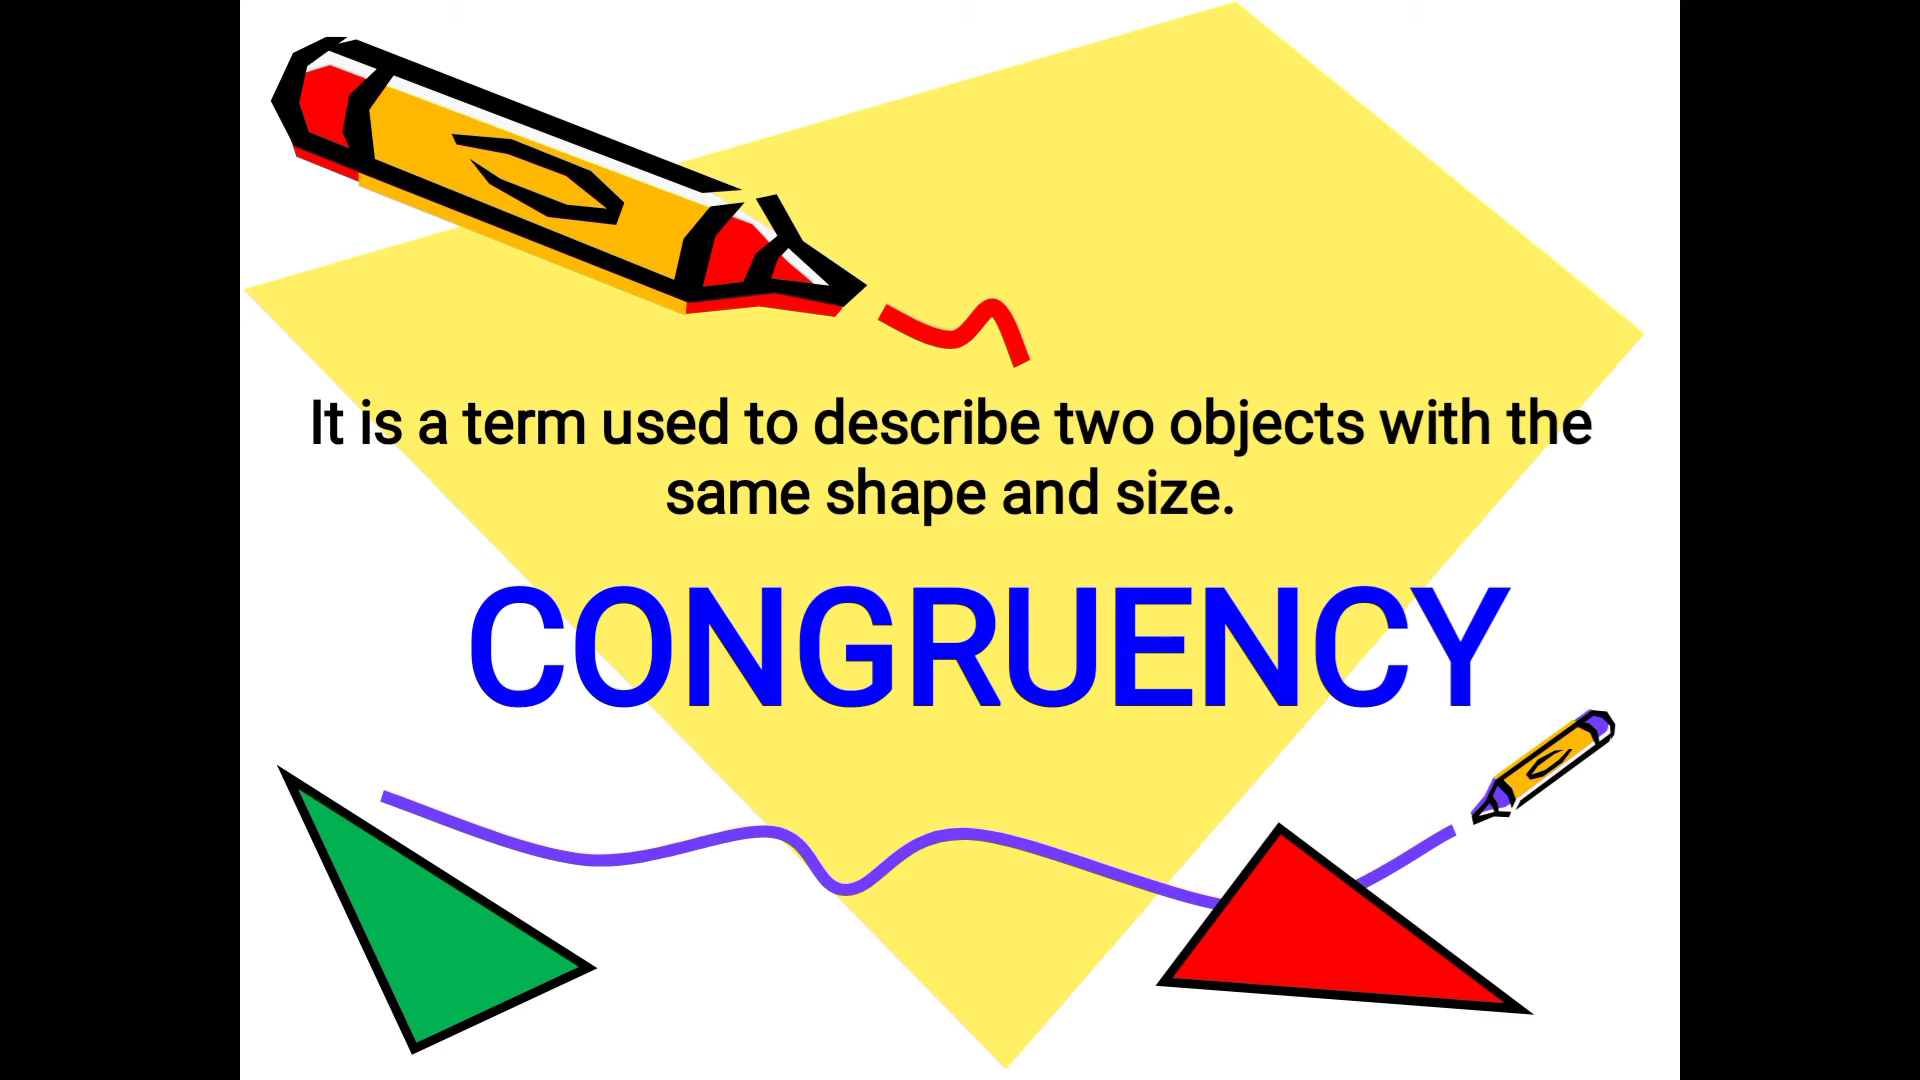 It is a term used to describe two objects with the
same shape and size.
CONGRUENCY